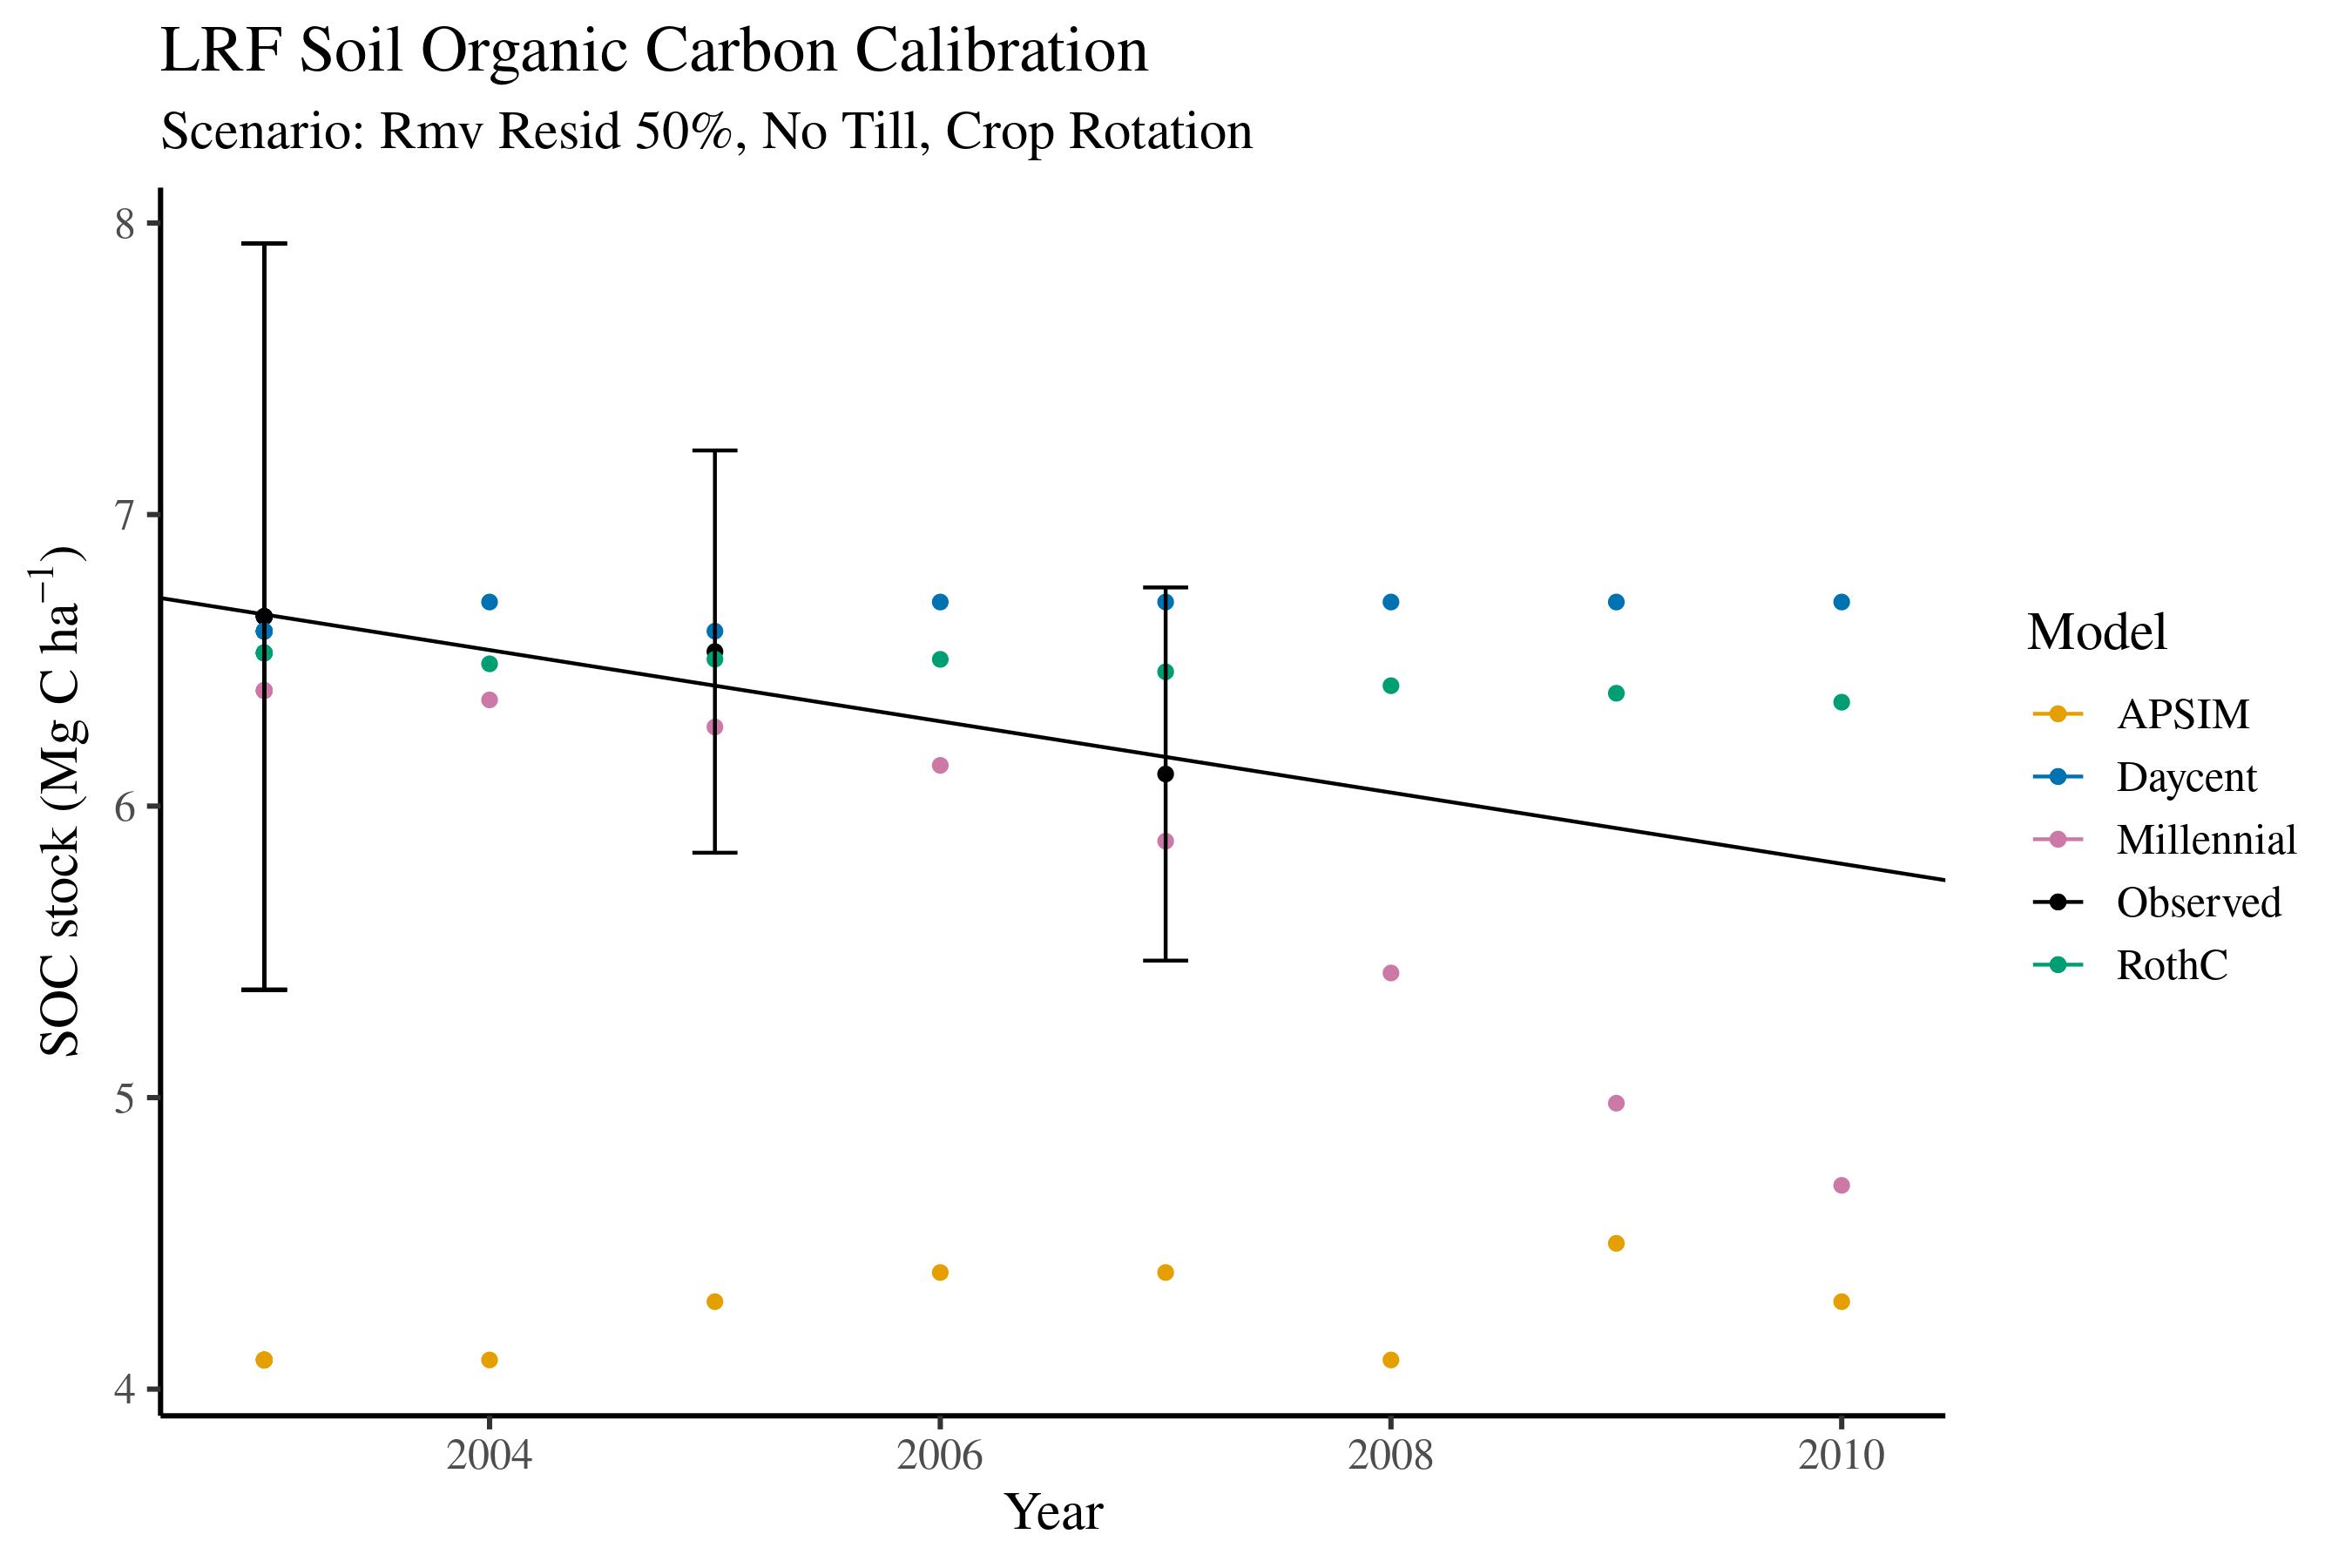 LRF Soil Organic Carbon Calibration
Scenario: Rmv Resid 50%, No Till, Crop Rotation
SOC stock (Mg C ha⁻¹)
8
7
6
5
4
2004 2006 2008 2010
Year
Model
APSIM
Daycent
Millennial
Observed
RothC